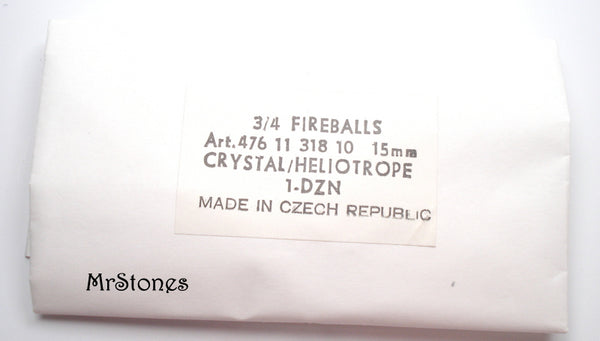 3/4 FIREBALLS
Art.476 11 318 10 15mm
CRYSTAL/HELIOTROPE
1-DZN
MADE IN CZECH REPUBLIC
MrStones